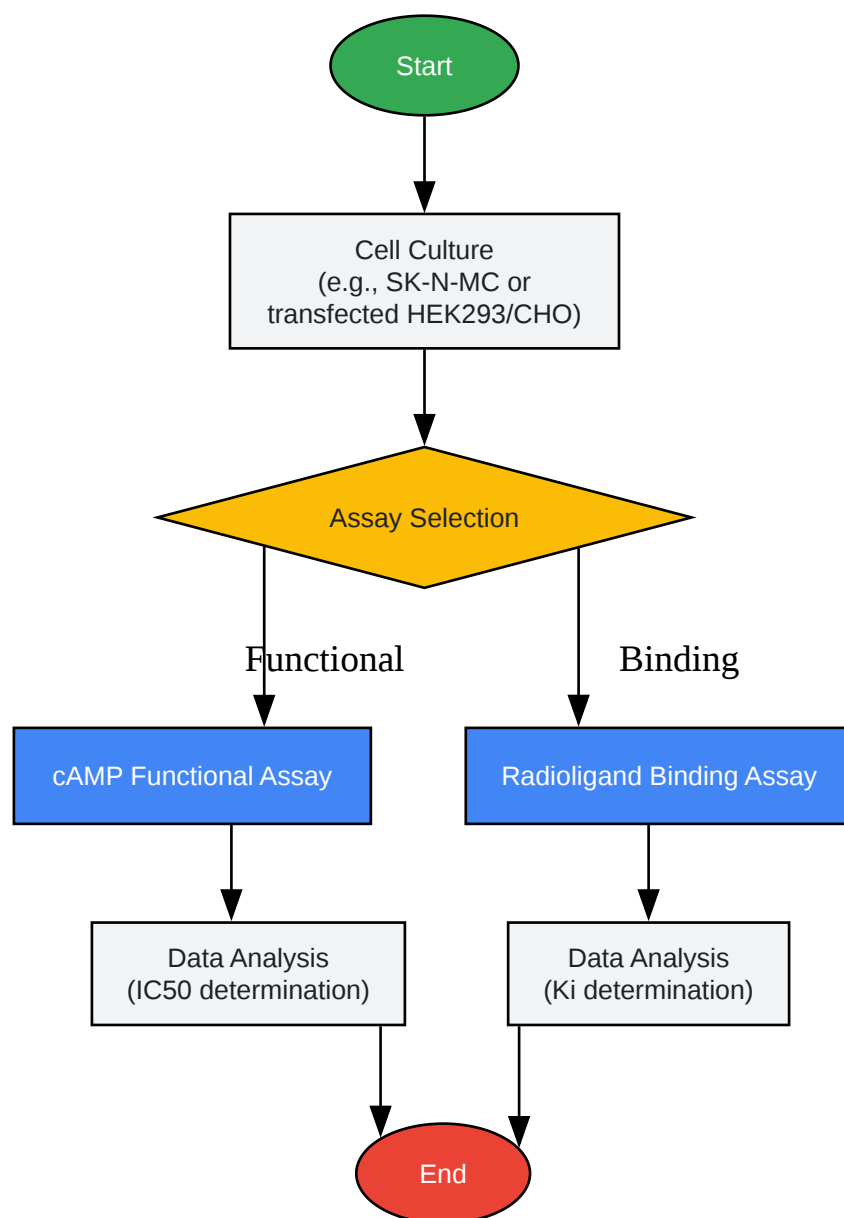 Start
Cell Culture
(e.g., SK-N-MC or
transfected HEK293/CHO)
Assay Selection
Functional
Binding
cAMP Functional Assay
Radioligand Binding Assay
Data Analysis
(IC50 determination)
Data Analysis
(Ki determination)
End